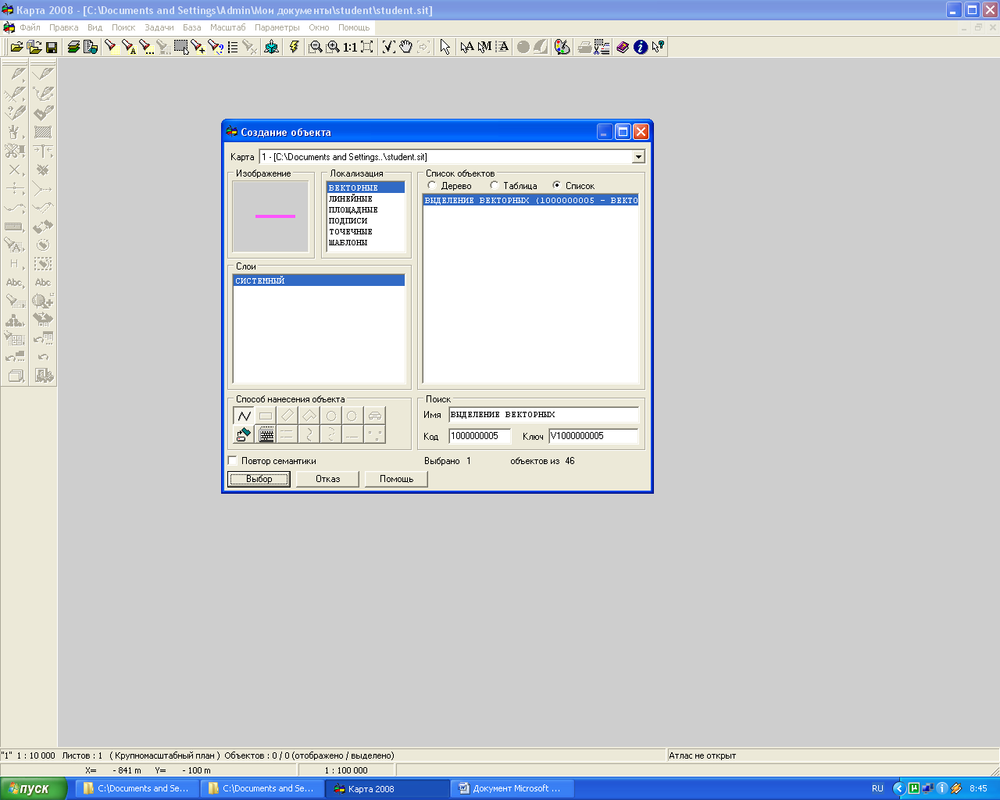 Карта 2008 - [C:\Documents and Settings\Admin\Мои документы\student\student.sit]
Файл Правка Вид Поиск Задачи База Масштаб Параметры Окно Помощь
1:1
Создание объекта
Карта 1 - [C:\Documents and Settings..\student.sit]
Изображение
Локализация
ВЕКТОРНЫЕ
ЛИНЕЙНЫЕ
ПЛОЩАДНЫЕ
ПОДПИСИ
ТОЧЕЧНЫЕ
ШАБЛОНЫ
Список объектов
Дерево Таблица Список
ВЫДЕЛЕНИЕ ВЕКТОРНЫХ (1000000005 - ВЕКТО
Слои
СИСТЕМНЫЙ
Способ нанесения объекта
Поиск
Имя ВЫДЕЛЕНИЕ ВЕКТОРНЫХ
Код 1000000005 Ключ V1000000005
Повтор семантики
Выбрано 1 объектов из 46
Выбор Отказ Помощь
Abc Abc
"1" 1 : 10 000 Листов : 1 ( Крупномасштабный план ) Объектов : 0 / 0 (отображено / выделено) Атлас не открыт
X= - 841 m Y= - 100 m 1 : 100 000
пуск C:\Documents and Se... C:\Documents and Se... Карта 2008 Документ Microsoft ... RU 8:45